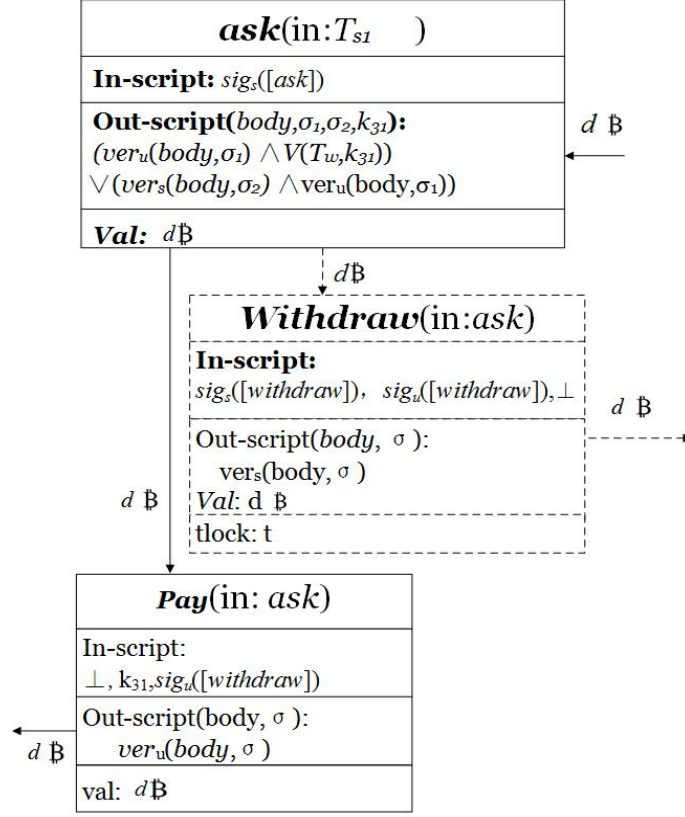 ask(in:Tₛ₁ )
In-script: sigₛ([ask])
Out-script(body,σ₁,σ₂,k₃₁):
(verᵤ(body,σ₁) ∧V(T_w,k₃₁))
∨(verₛ(body,σ₂) ∧verᵤ(body,σ₁))
d ₿
Val: d₿
d₿
Withdraw(in:ask)
In-script:
sigₛ([withdraw]), sigᵤ([withdraw]),⊥
d ₿
Out-script(body, σ):
verₛ(body,σ)
Val: d ₿
tlock: t
d ₿
Pay(in: ask)
In-script:
⊥, k₃₁,sigᵤ([withdraw])
Out-script(body, σ):
verᵤ(body,σ)
d ₿
val: d₿